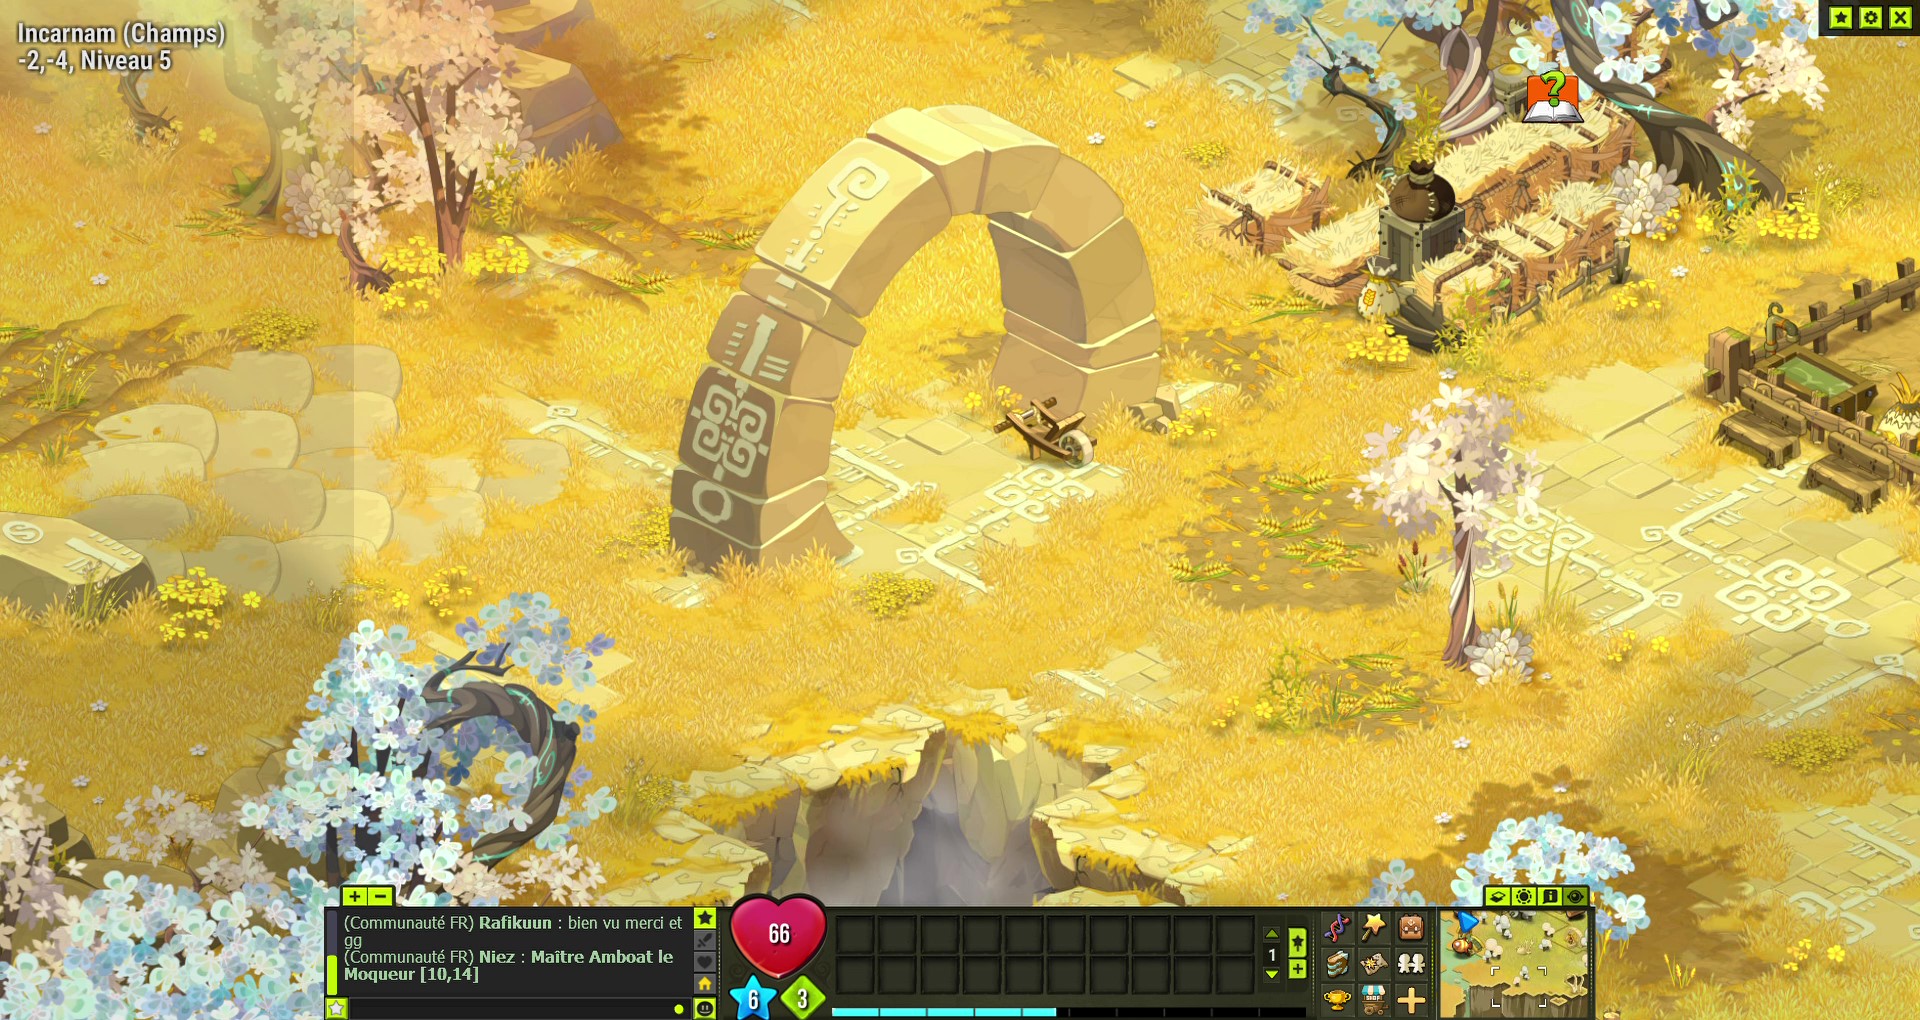 Incarnam (Champs)
-2,-4, Niveau 5
(Communauté FR) Rafikuun : bien vu merci et
gg
(Communauté FR) Niez : Maître Amboat le
Moqueur [10,14]
66
6
3
1
SHOP